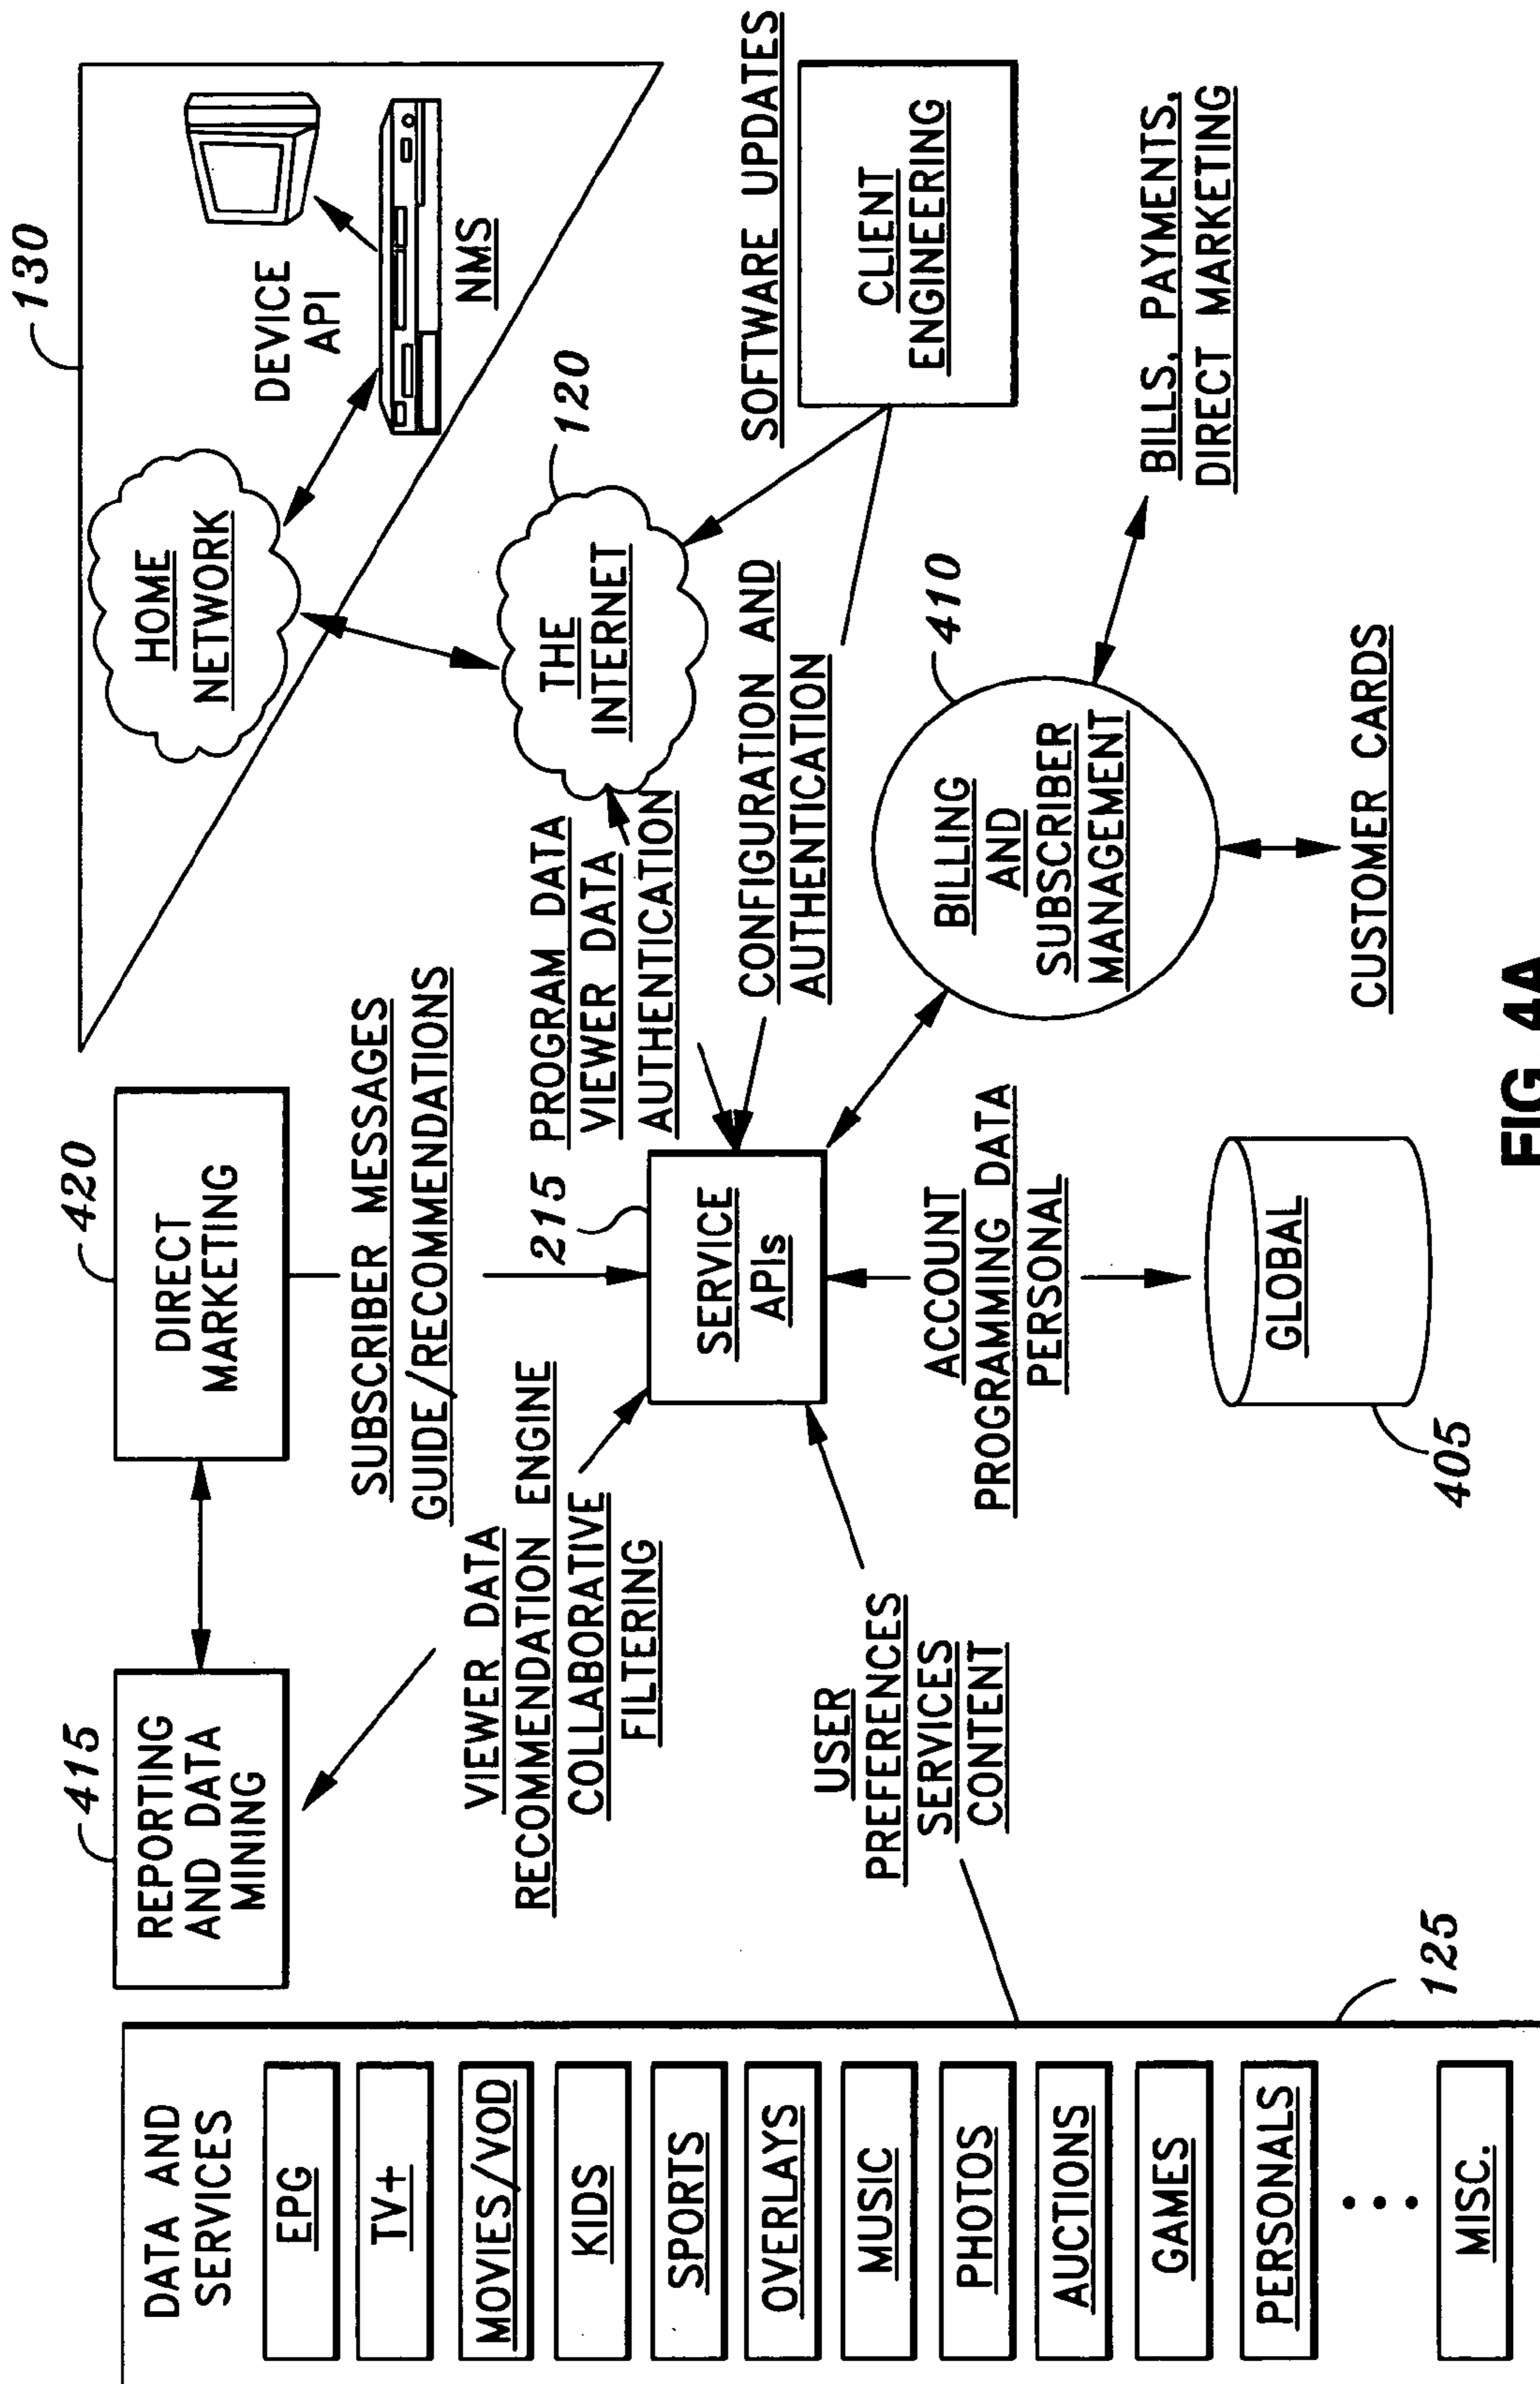 DATA AND
SERVICES
EPG
TV+
MOVIES/VOD
KIDS
SPORTS
OVERLAYS
MUSIC
PHOTOS
AUCTIONS
GAMES
PERSONALS
MISC.
125
415
REPORTING
AND DATA
MINING
420
DIRECT
MARKETING
SUBSCRIBER MESSAGES
GUIDE/RECOMMENDATIONS
VIEWER DATA
RECOMMENDATION ENGINE
COLLABORATIVE
FILTERING
USER
PREFERENCES
SERVICES
CONTENT
215
SERVICE
APIs
ACCOUNT
PROGRAMMING DATA
PERSONAL
GLOBAL
405
PROGRAM DATA
VIEWER DATA
AUTHENTICATION
CONFIGURATION AND
AUTHENTICATION
410
BILLING
AND
SUBSCRIBER
MANAGEMENT
CUSTOMER CARDS
BILLS, PAYMENTS,
DIRECT MARKETING
130
HOME
NETWORK
DEVICE
API
NMS
120
THE
INTERNET
SOFTWARE UPDATES
CLIENT
ENGINEERING
FIG. 4A